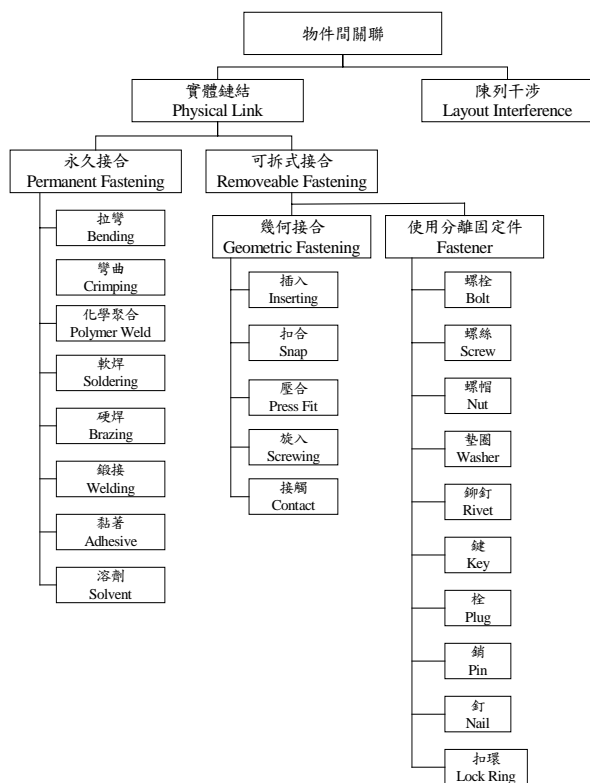 物件間關聯
實體鏈結
Physical Link
陳列干涉
Layout Interference
永久接合
Permanent Fastening
可拆式接合
Removeable Fastening
拉彎
Bending
彎曲
Crimping
化學聚合
Polymer Weld
軟焊
Soldering
硬焊
Brazing
鍛接
Welding
黏著
Adhesive
溶劑
Solvent
幾何接合
Geometric Fastening
插入
Inserting
扣合
Snap
壓合
Press Fit
旋入
Screwing
接觸
Contact
使用分離固定件
Fastener
螺栓
Bolt
螺絲
Screw
螺帽
Nut
墊圈
Washer
鉚釘
Rivet
鍵
Key
栓
Plug
銷
Pin
釘
Nail
扣環
Lock Ring